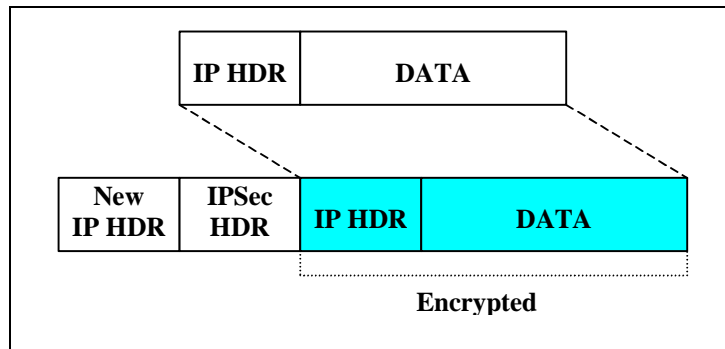 IP HDR DATA
New IP HDR
IPSec HDR
IP HDR DATA
Encrypted